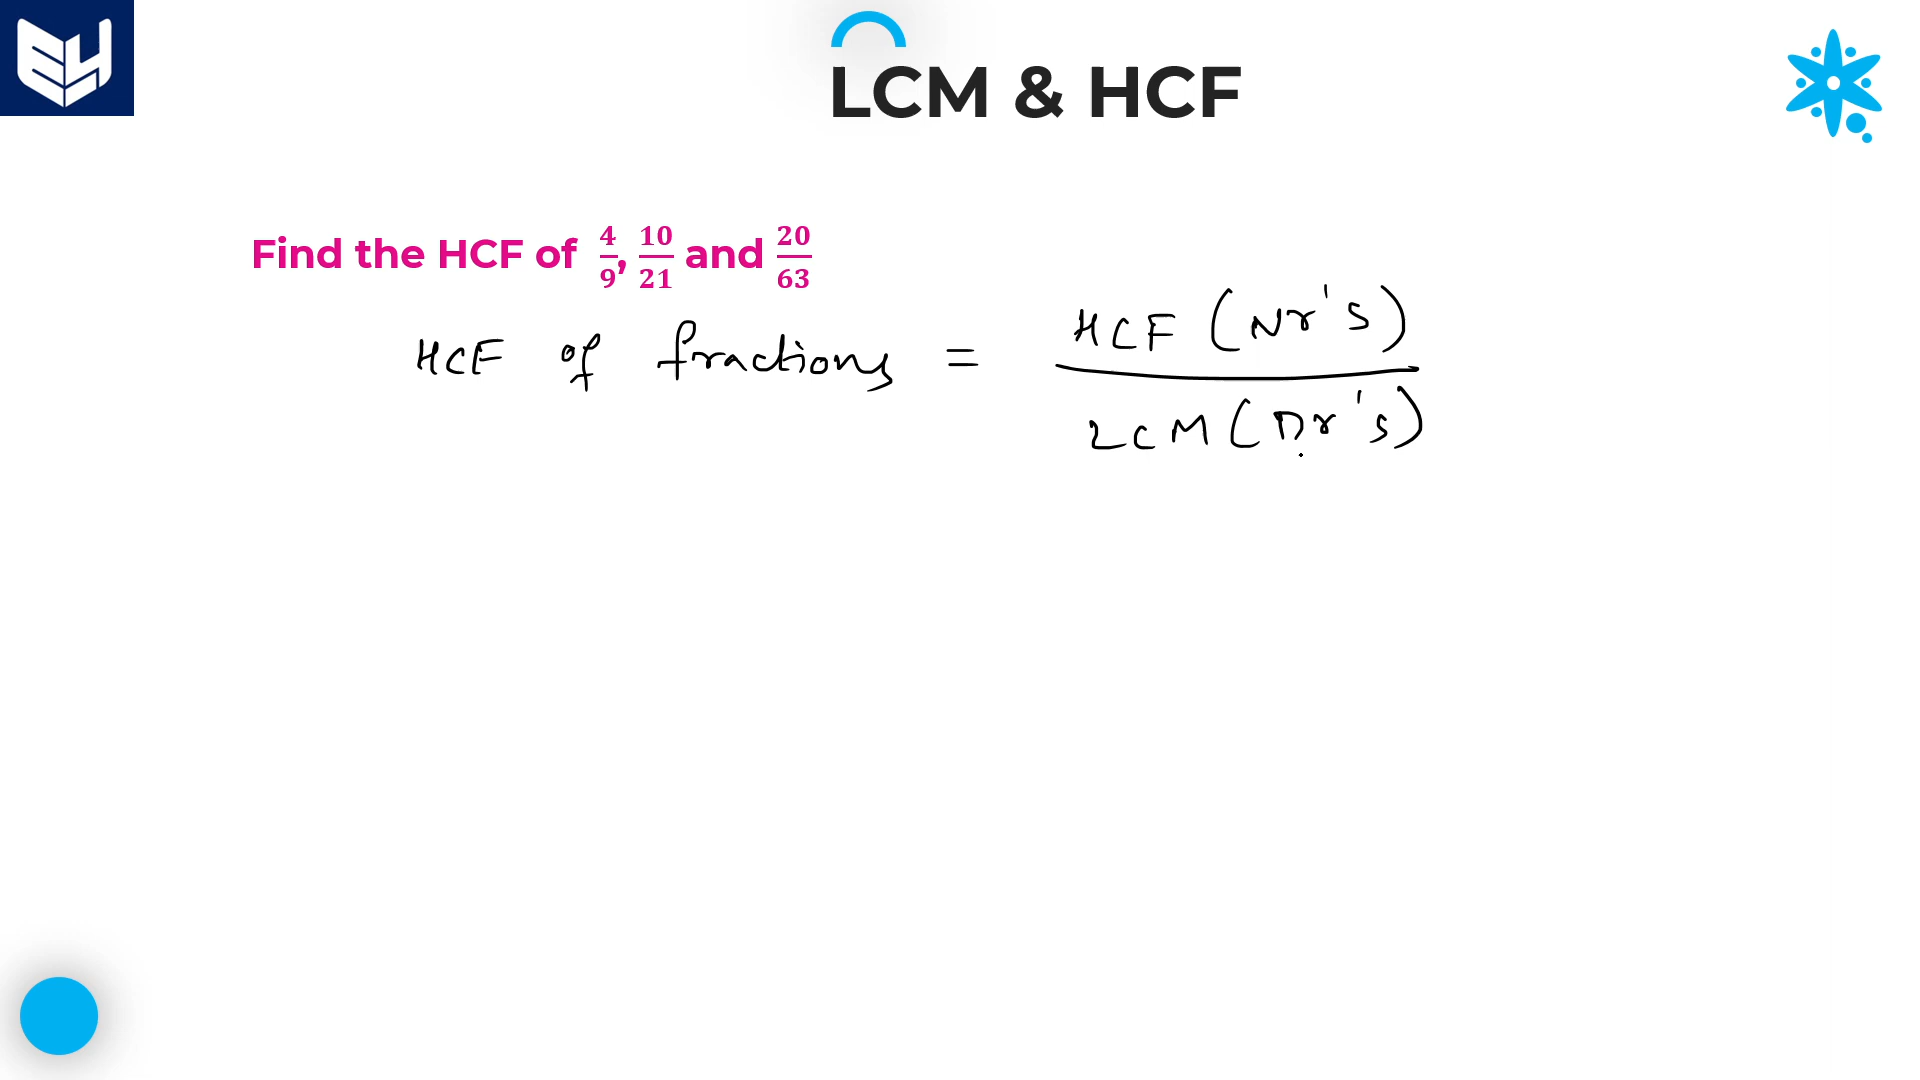 LCM & HCF
Find the HCF of 4/9, 10/21 and 20/63
HCF of fractions = HCF (Nr's) / LCM (Dr's)